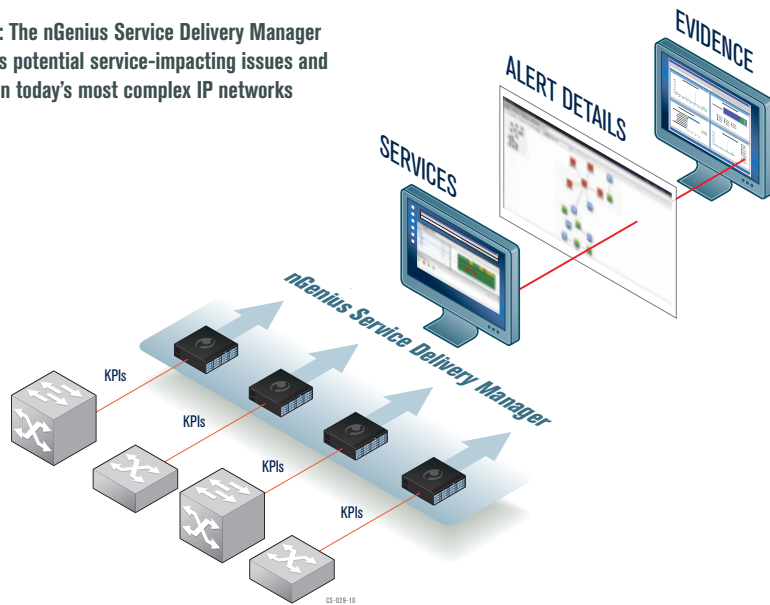 : The nGenius Service Delivery Manager
s potential service-impacting issues and
n today's most complex IP networks
EVIDENCE
ALERT DETAILS
SERVICES
nGenius Service Delivery Manager
KPIs
KPIs
KPIs
KPIs
CS-029-10